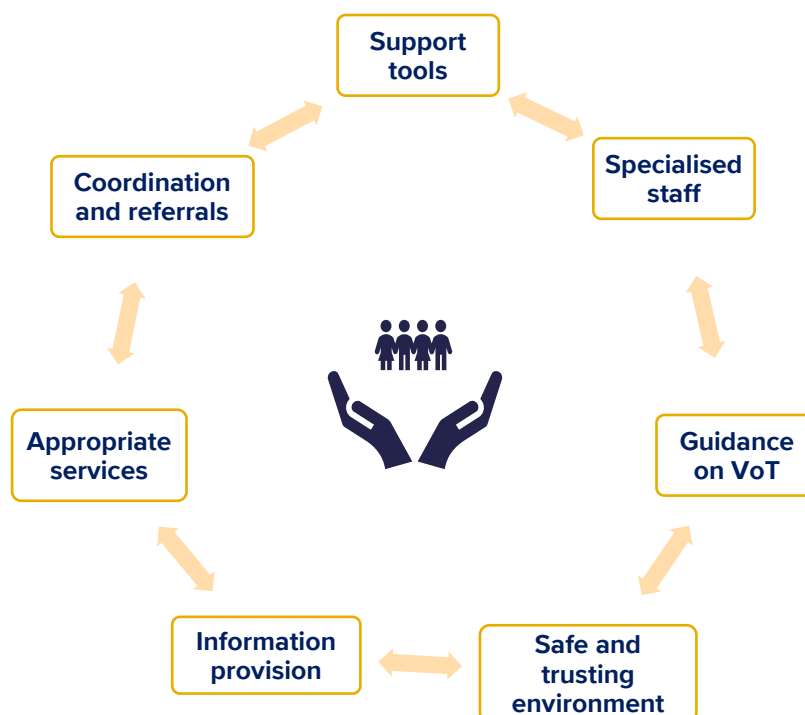 Support
tools
Specialised
staff
Guidance
on VoT
Safe and
trusting
environment
Information
provision
Appropriate
services
Coordination
and referrals